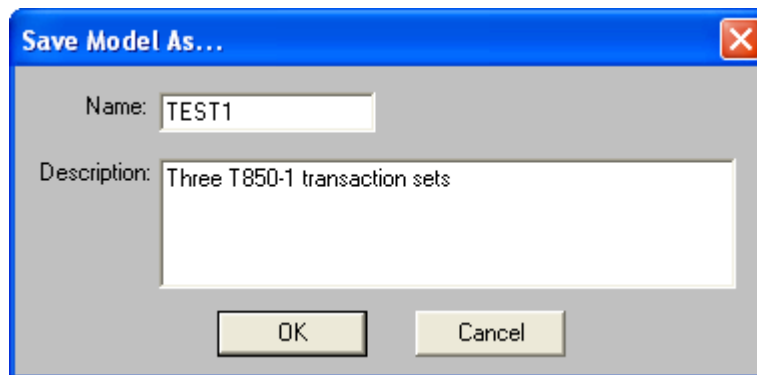 Save Model As...
Name: TEST1
Description: Three T850-1 transaction sets
OK Cancel